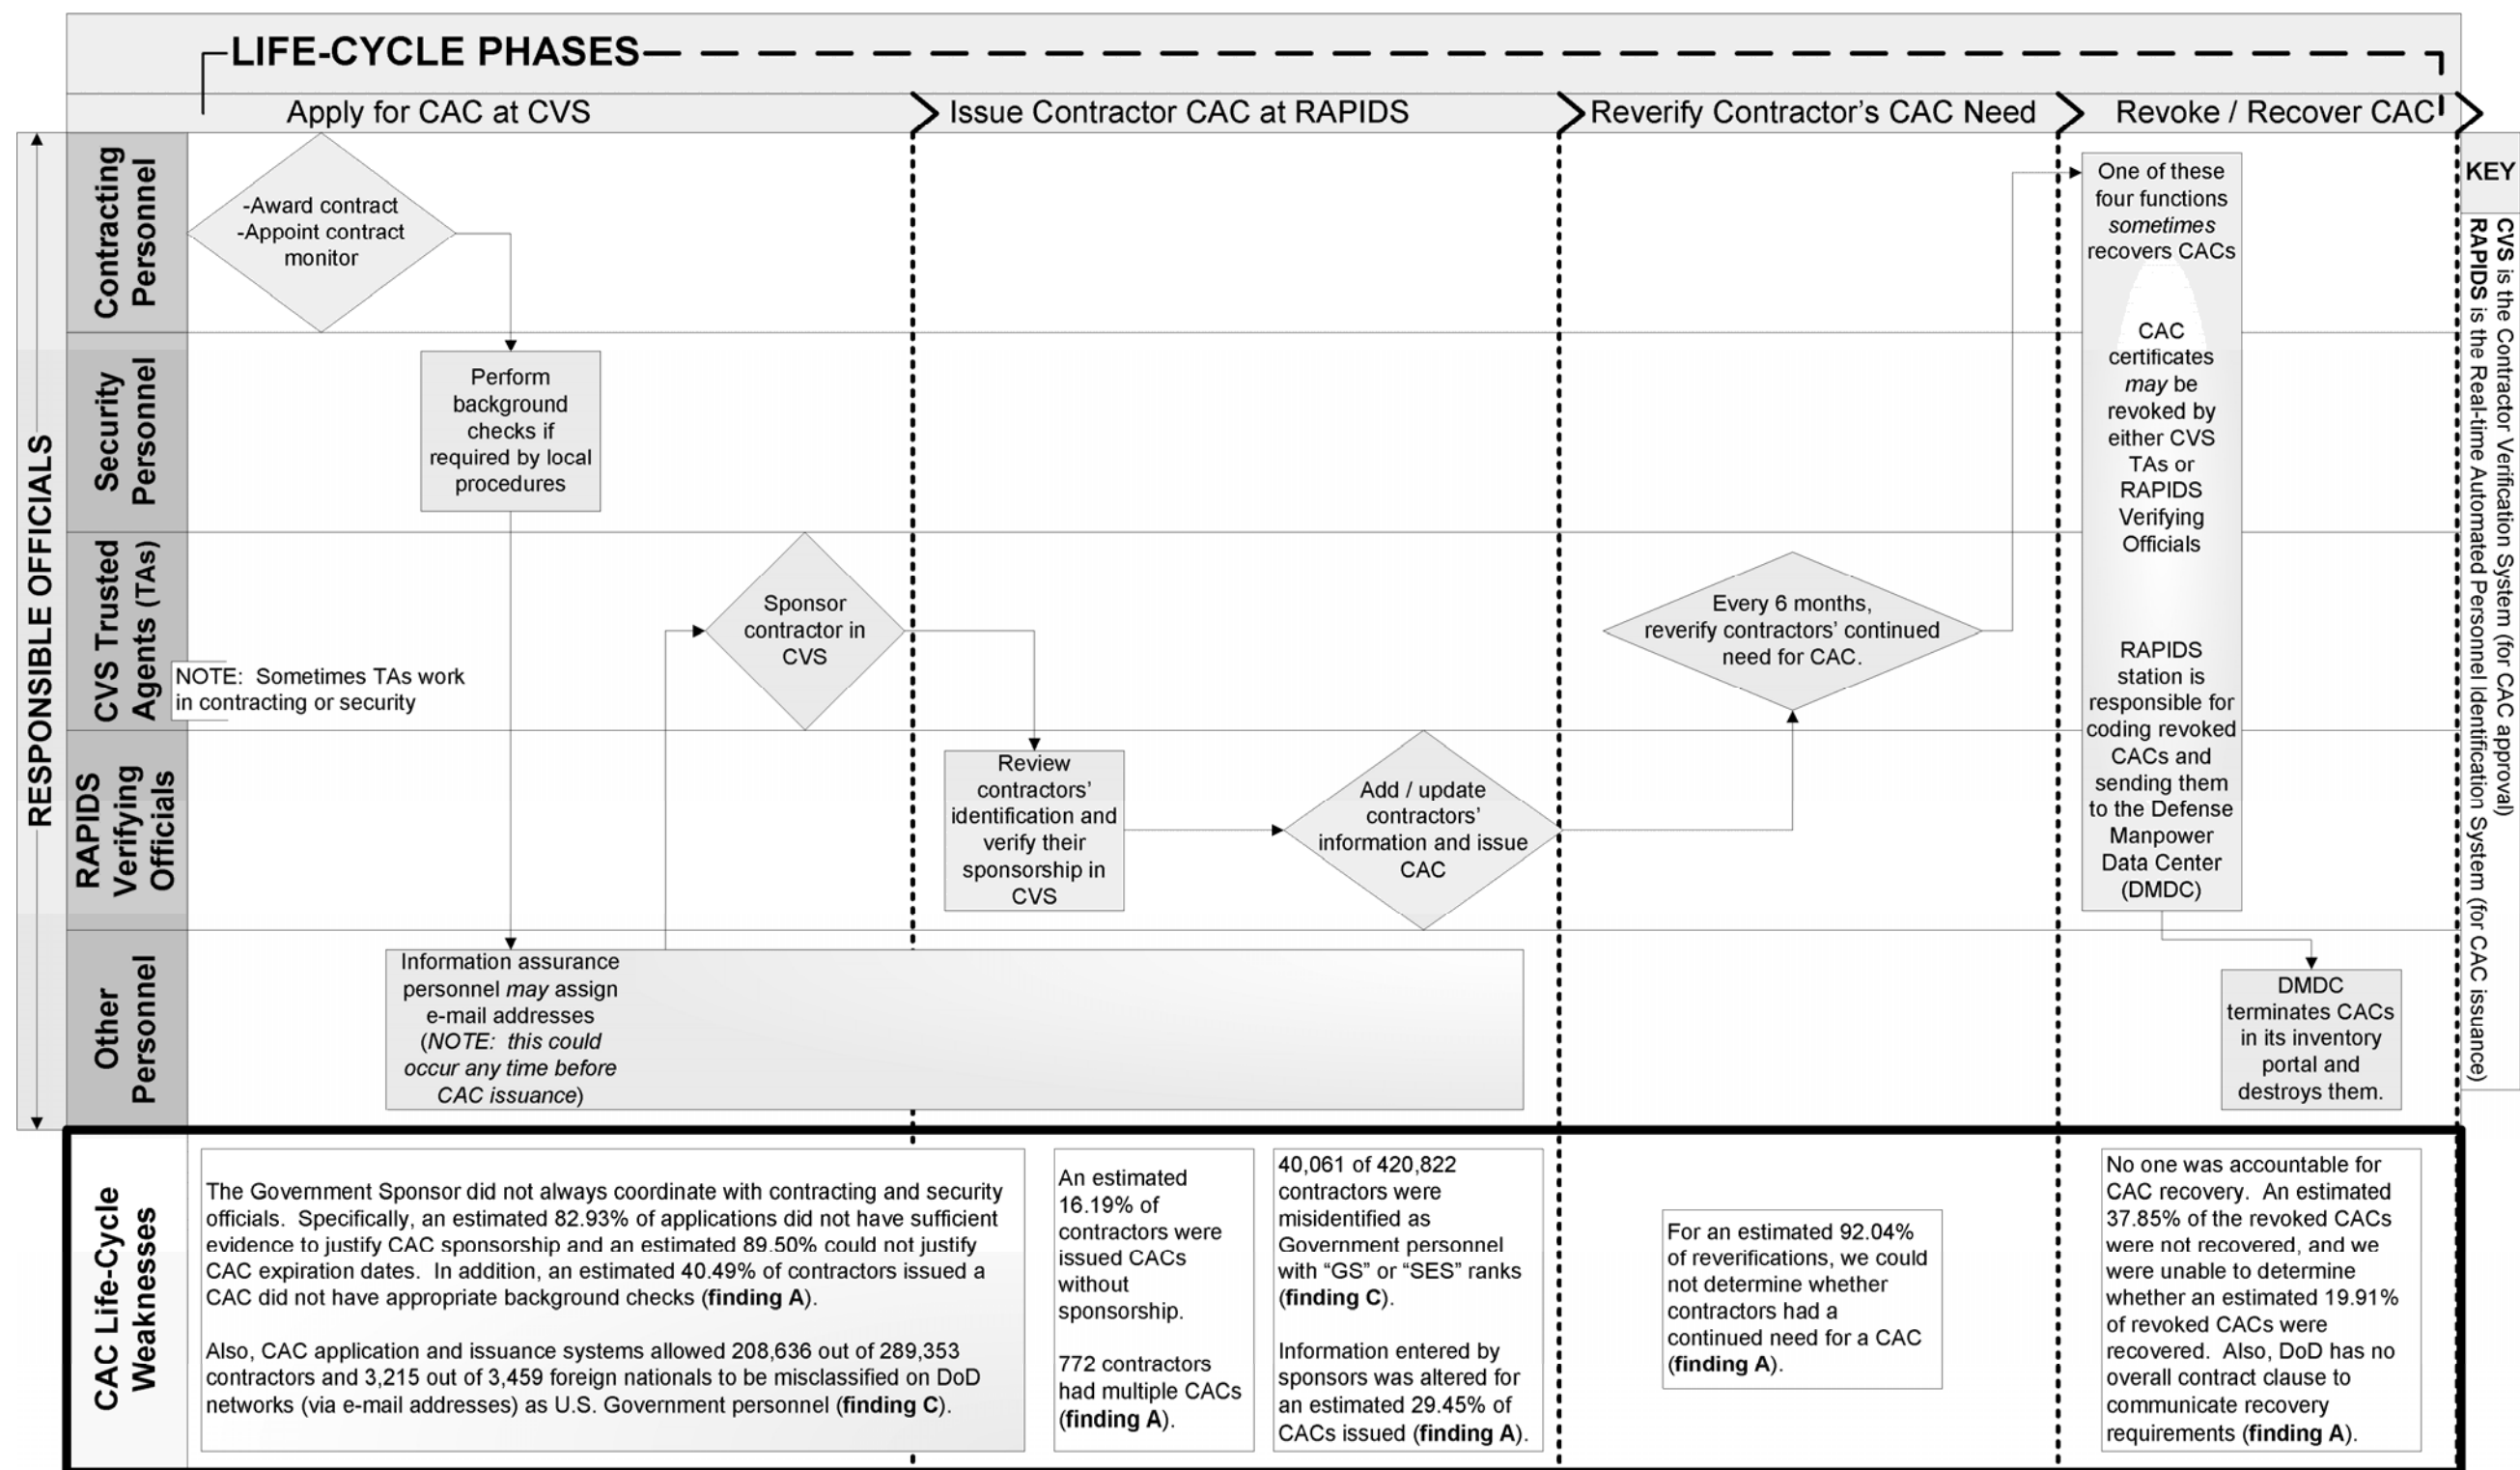 LIFE-CYCLE PHASES
Apply for CAC at CVS
Issue Contractor CAC at RAPIDS
Reverify Contractor's CAC Need
Revoke / Recover CAC
RESPONSIBLE OFFICIALS
Contracting
Personnel
-Award contract
-Appoint contract
monitor
Security
Personnel
Perform
background
checks if
required by local
procedures
CVS Trusted
Agents (TAs)
NOTE:  Sometimes TAs work
in contracting or security
Sponsor
contractor in
CVS
Every 6 months,
reverify contractors' continued
need for CAC.
RAPIDS
Verifying
Officials
Review
contractors'
identification and
verify their
sponsorship in
CVS
Add / update
contractors'
information and issue
CAC
Other
Personnel
Information assurance
personnel may assign
e-mail addresses
(NOTE:  this could
occur any time before
CAC issuance)
One of these
four functions
sometimes
recovers CACs
CAC
certificates
may be
revoked by
either CVS
TAs or
RAPIDS
Verifying
Officials
RAPIDS
station is
responsible for
coding revoked
CACs and
sending them
to the Defense
Manpower
Data Center
(DMDC)
DMDC
terminates CACs
in its inventory
portal and
destroys them.
KEY
CVS is the Contractor Verification System (for CAC approval)
RAPIDS is the Real-time Automated Personnel Identification System (for CAC issuance)
CAC Life-Cycle
Weaknesses
The Government Sponsor did not always coordinate with contracting and security
officials.  Specifically, an estimated 82.93% of applications did not have sufficient
evidence to justify CAC sponsorship and an estimated 89.50% could not justify
CAC expiration dates.  In addition, an estimated 40.49% of contractors issued a
CAC did not have appropriate background checks (finding A).
Also, CAC application and issuance systems allowed 208,636 out of 289,353
contractors and 3,215 out of 3,459 foreign nationals to be misclassified on DoD
networks (via e-mail addresses) as U.S. Government personnel (finding C).
An estimated
16.19% of
contractors were
issued CACs
without
sponsorship.
772 contractors
had multiple CACs
(finding A).
40,061 of 420,822
contractors were
misidentified as
Government personnel
with “GS” or “SES” ranks
(finding C).
Information entered by
sponsors was altered for
an estimated 29.45% of
CACs issued (finding A).
For an estimated 92.04%
of reverifications, we could
not determine whether
contractors had a
continued need for a CAC
(finding A).
No one was accountable for
CAC recovery.  An estimated
37.85% of the revoked CACs
were not recovered, and we
were unable to determine
whether an estimated 19.91%
of revoked CACs were
recovered.  Also, DoD has no
overall contract clause to
communicate recovery
requirements (finding A).